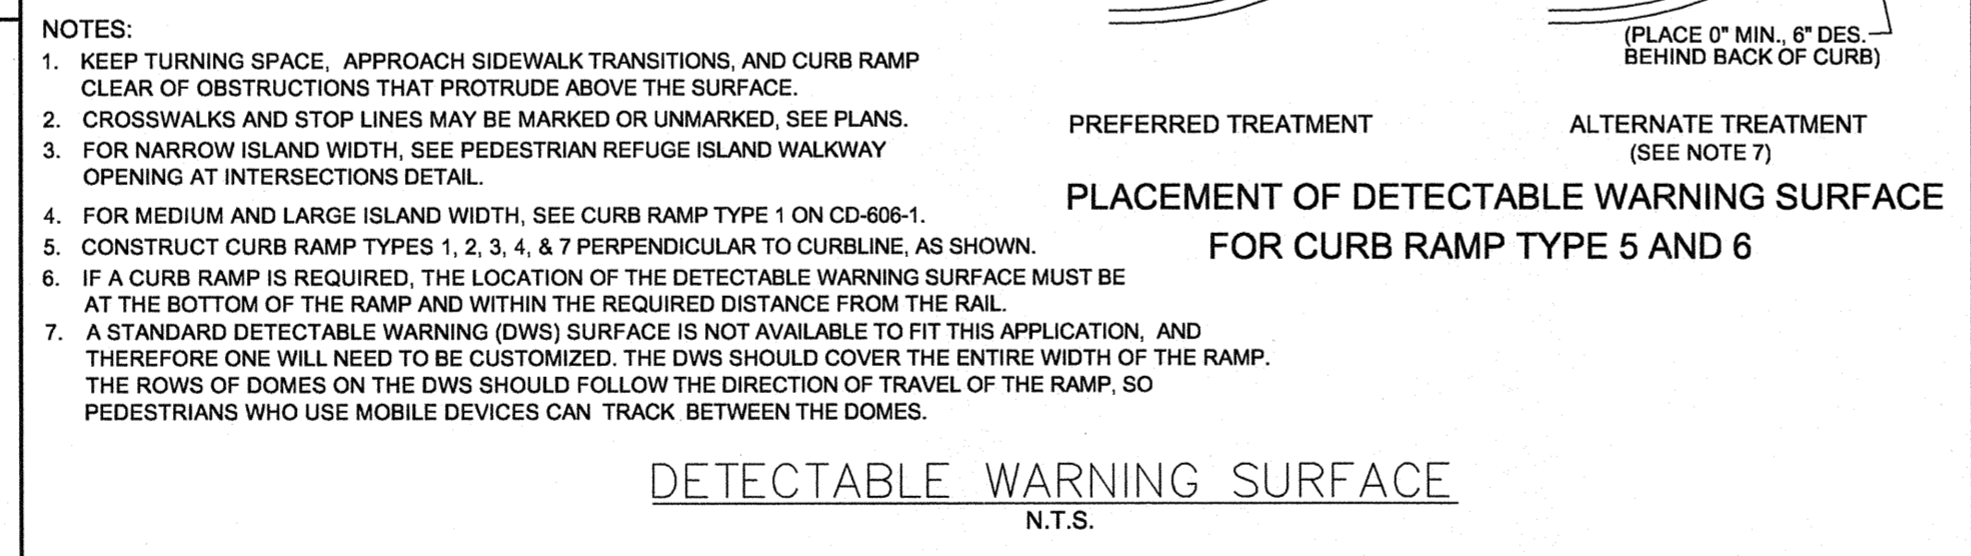 NOTES:
1. KEEP TURNING SPACE, APPROACH SIDEWALK TRANSITIONS, AND CURB RAMP
CLEAR OF OBSTRUCTIONS THAT PROTRUDE ABOVE THE SURFACE.
2. CROSSWALKS AND STOP LINES MAY BE MARKED OR UNMARKED, SEE PLANS.
3. FOR NARROW ISLAND WIDTH, SEE PEDESTRIAN REFUGE ISLAND WALKWAY
OPENING AT INTERSECTIONS DETAIL.
4. FOR MEDIUM AND LARGE ISLAND WIDTH, SEE CURB RAMP TYPE 1 ON CD-606-1.
5. CONSTRUCT CURB RAMP TYPES 1, 2, 3, 4, & 7 PERPENDICULAR TO CURBLINE, AS SHOWN.
6. IF A CURB RAMP IS REQUIRED, THE LOCATION OF THE DETECTABLE WARNING SURFACE MUST BE
AT THE BOTTOM OF THE RAMP AND WITHIN THE REQUIRED DISTANCE FROM THE RAIL.
7. A STANDARD DETECTABLE WARNING (DWS) SURFACE IS NOT AVAILABLE TO FIT THIS APPLICATION, AND
THEREFORE ONE WILL NEED TO BE CUSTOMIZED. THE DWS SHOULD COVER THE ENTIRE WIDTH OF THE RAMP.
THE ROWS OF DOMES ON THE DWS SHOULD FOLLOW THE DIRECTION OF TRAVEL OF THE RAMP, SO
PEDESTRIANS WHO USE MOBILE DEVICES CAN TRACK BETWEEN THE DOMES.
(PLACE 0" MIN., 6" DES.
BEHIND BACK OF CURB)
PREFERRED TREATMENT
ALTERNATE TREATMENT
(SEE NOTE 7)
PLACEMENT OF DETECTABLE WARNING SURFACE
FOR CURB RAMP TYPE 5 AND 6
DETECTABLE WARNING SURFACE
N.T.S.